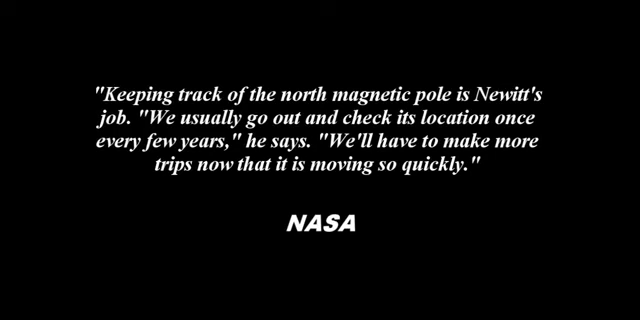 "Keeping track of the north magnetic pole is Newitt's
job. "We usually go out and check its location once
every few years," he says. "We'll have to make more
trips now that it is moving so quickly."
NASA